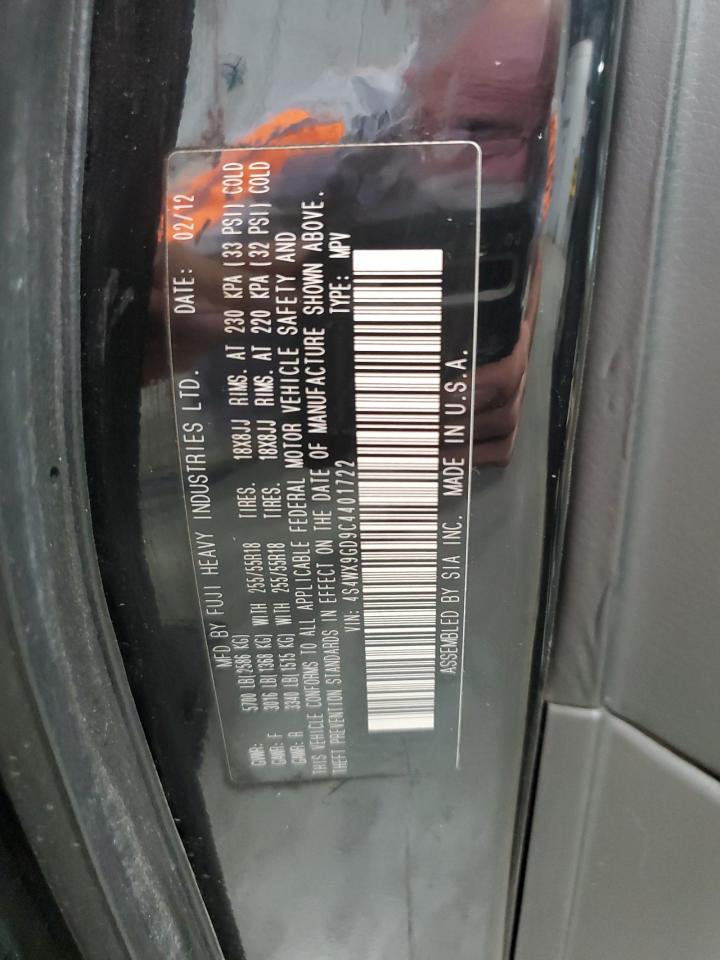 MFD BY FUJI HEAVY INDUSTRIES LTD. DATE: 02/12
GVWR: 5700 LB(2586 KG)
GAWR: F 3016 LB(1368 KG) WITH 255/55R18 TIRES. 18X8JJ RIMS. AT 230 KPA (33 PSI) COLD
GAWR: R 3340 LB(1515 KG) WITH 255/55R18 TIRES. 18X8JJ RIMS. AT 220 KPA (32 PSI) COLD
THIS VEHICLE CONFORMS TO ALL APPLICABLE FEDERAL MOTOR VEHICLE SAFETY AND
THEFT PREVENTION STANDARDS IN EFFECT ON THE DATE OF MANUFACTURE SHOWN ABOVE.
VIN: 4S4WX9GD9C4401722 TYPE: MPV
ASSEMBLED BY SIA INC. MADE IN U.S.A.